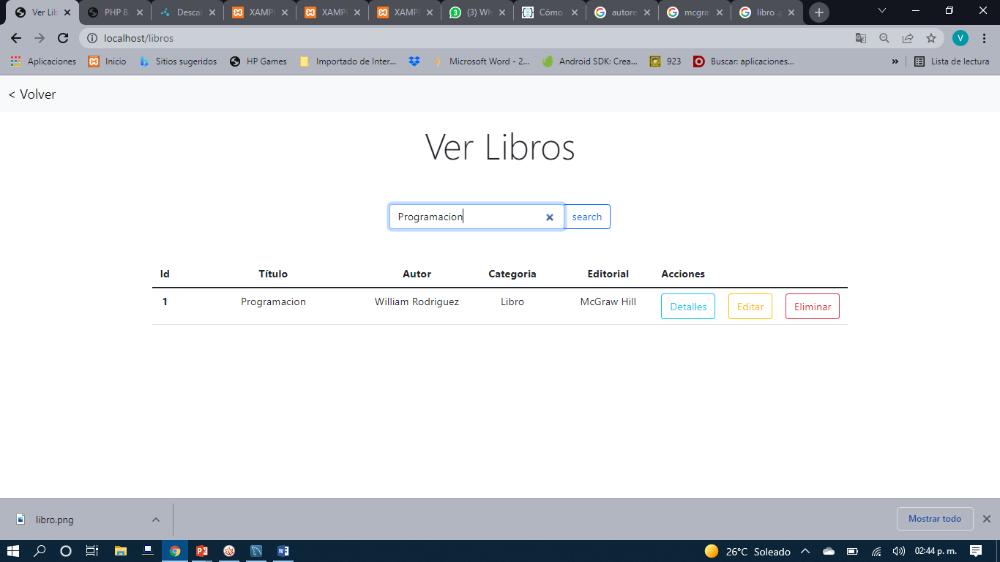 Ver Lib PHP 8. Descar XAMP XAMP XAMP (3) Wh Cómo autore mcgra libro .p
localhost/libros V
Aplicaciones Inicio Sitios sugeridos HP Games Importado de Inter... Microsoft Word - 2... Android SDK: Crea... 923 Buscar: aplicaciones... » Lista de lectura
< Volver
Ver Libros
Programacion search
Id Título Autor Categoria Editorial Acciones
1 Programacion William Rodriguez Libro McGraw Hill Detalles Editar Eliminar
libro.png Mostrar todo
26°C Soleado 02:44 p. m.